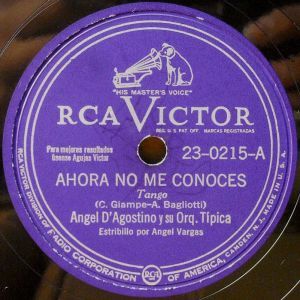 "HIS MASTER'S VOICE"
RCA VICTOR
REG. U. S. PAT. OFF. MARCAS REGISTRADAS
Para mejores resultados
úsense Agujas Victor
23-0215-A
AHORA NO ME CONOCES
Tango
(C. Giampe-A. Bagliotti)
Angel D'Agostino y su Orq. Típica
Estribillo por Angel Vargas
RCA VICTOR DIVISION OF
RADIO CORPORATION OF AMERICA, CAMDEN, N. J. MADE IN U. S. A.
RCA